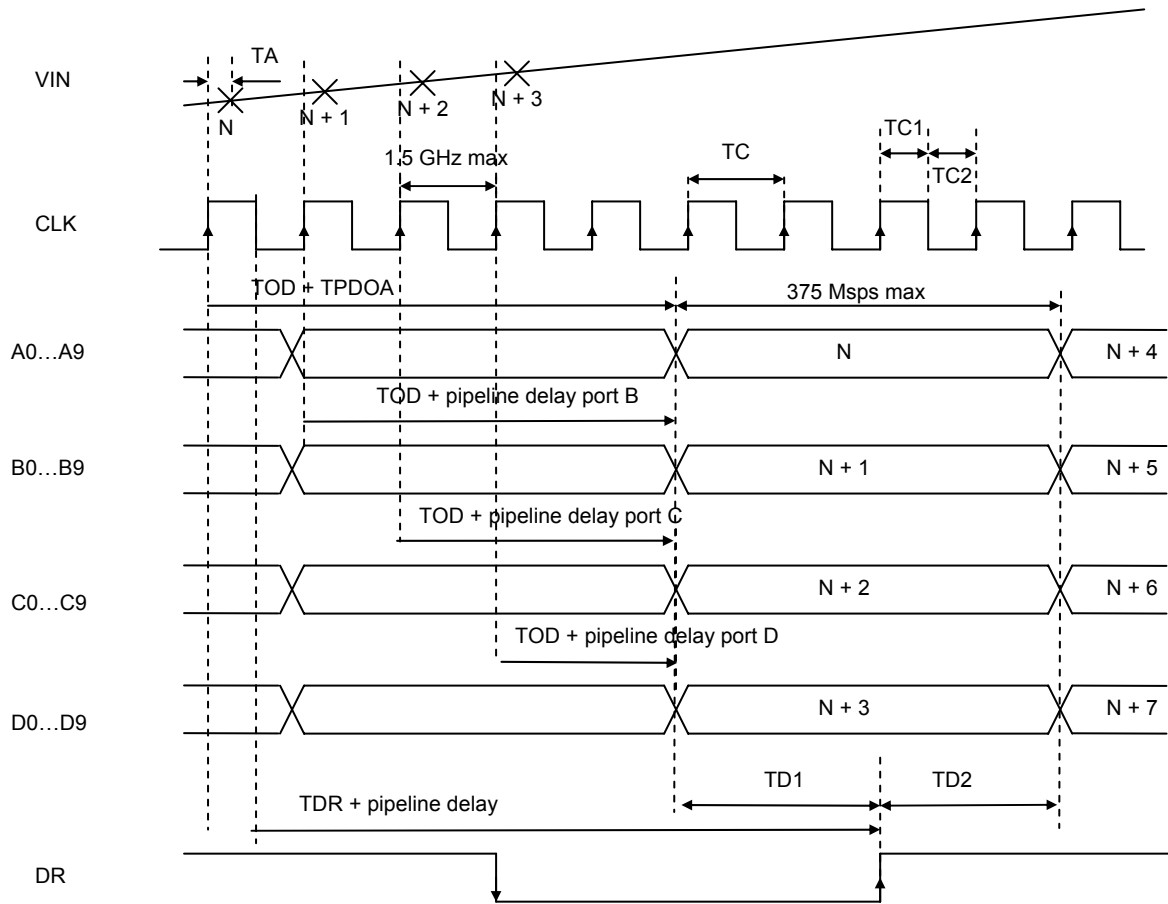 TA
VIN
N
N + 1
N + 2
N + 3
1.5 GHz max
TC
TC1
TC2
CLK
TOD + TPDOA
375 Msps max
A0…A9
N
N + 4
TOD + pipeline delay port B
B0…B9
N + 1
N + 5
TOD + pipeline delay port C
C0…C9
N + 2
N + 6
TOD + pipeline delay port D
D0…D9
N + 3
N + 7
TD1
TD2
TDR + pipeline delay
DR